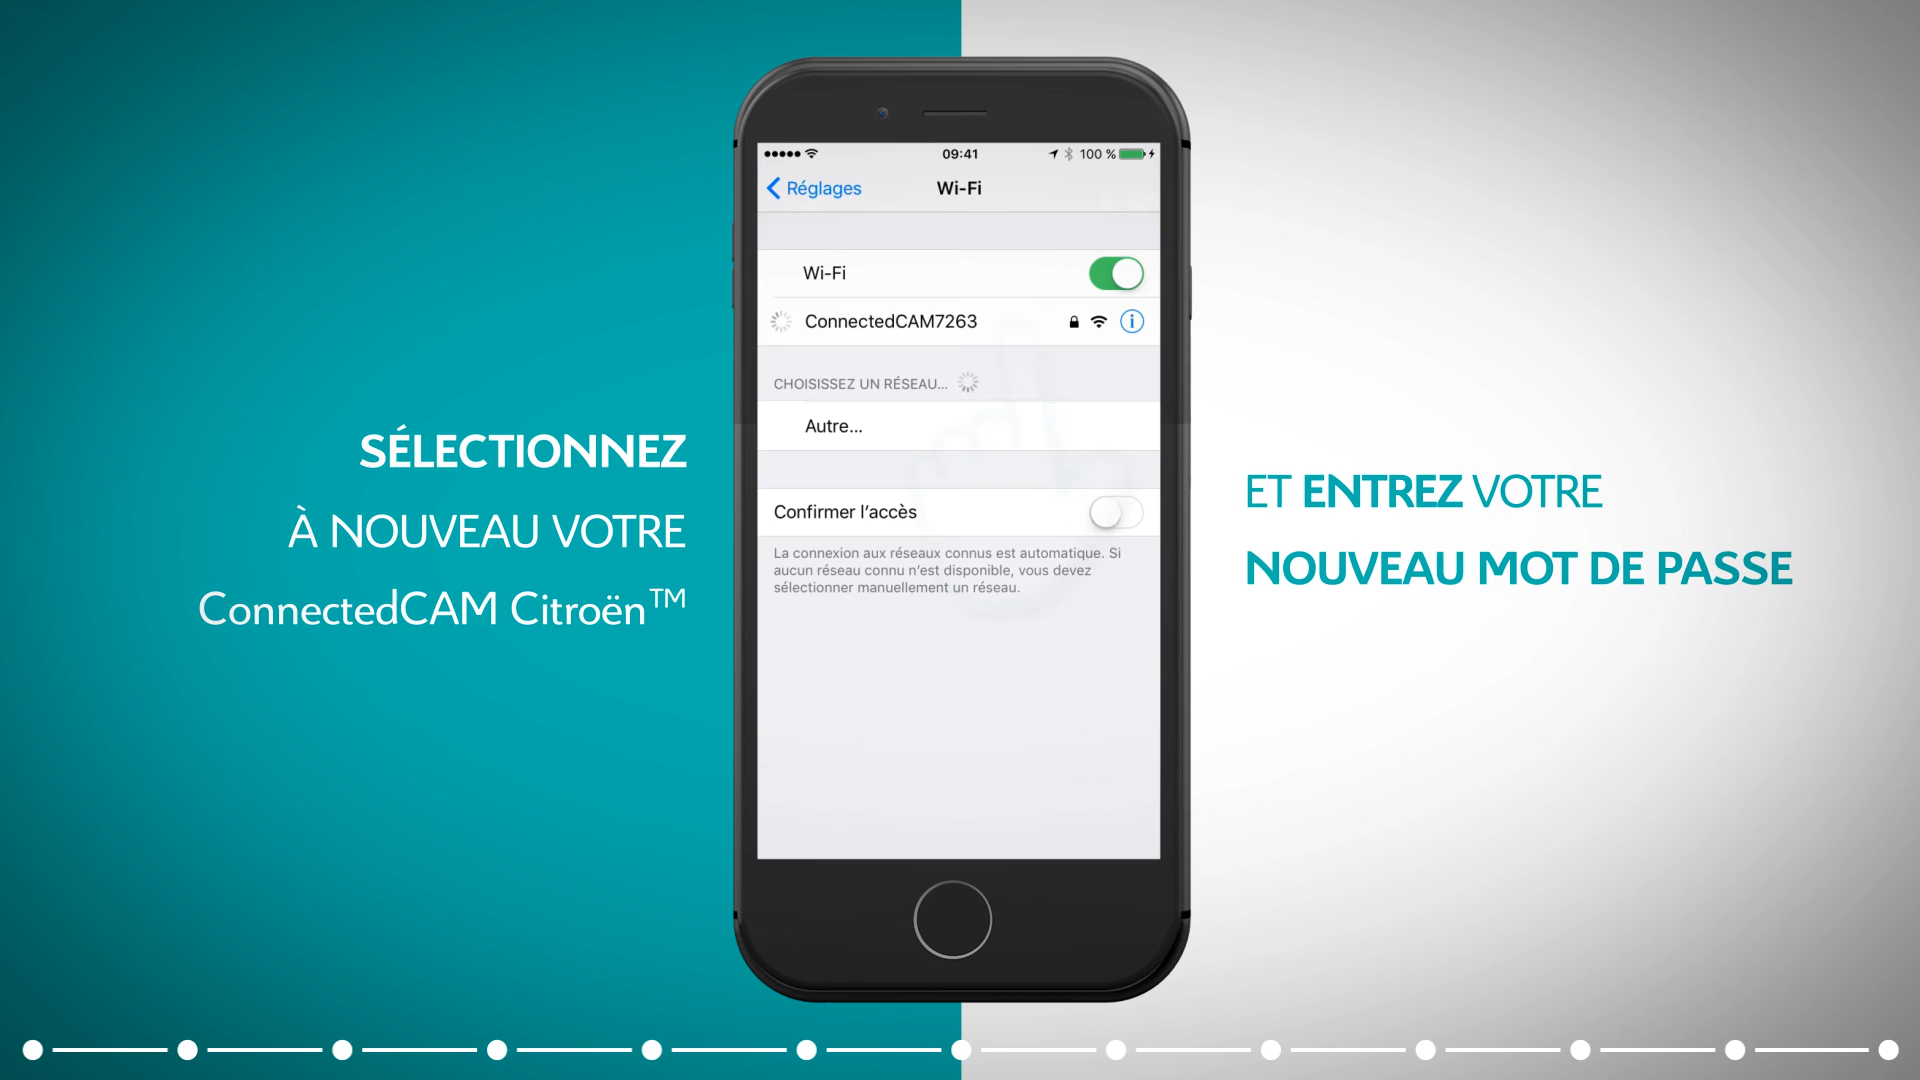 SÉLECTIONNEZ
À NOUVEAU VOTRE
ConnectedCAM Citroën™
09:41
100 %
Réglages
Wi-Fi
Wi-Fi
ConnectedCAM7263
CHOISISSEZ UN RÉSEAU...
Autre...
Confirmer l'accès
La connexion aux réseaux connus est automatique. Si
aucun réseau connu n'est disponible, vous devez
sélectionner manuellement un réseau.
ET ENTREZ VOTRE
NOUVEAU MOT DE PASSE